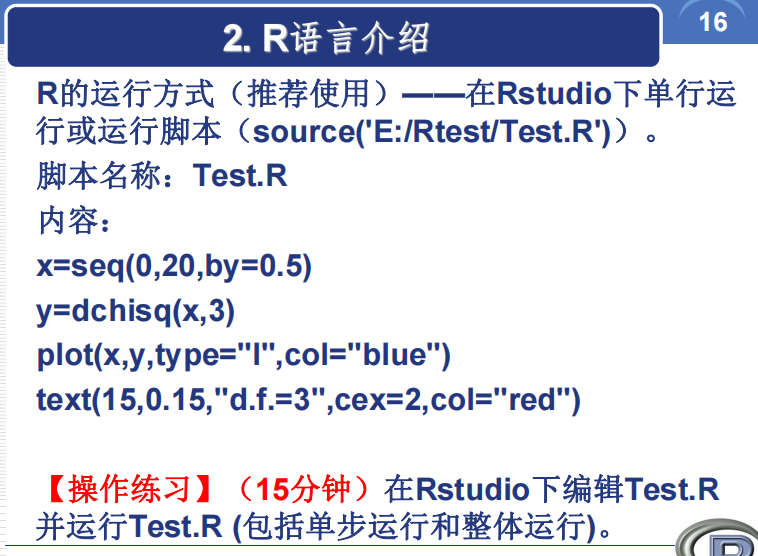 2. R语言介绍
16
R的运行方式（推荐使用）——在Rstudio下单行运
行或运行脚本（source('E:/Rtest/Test.R')）。
脚本名称：Test.R
内容：
x=seq(0,20,by=0.5)
y=dchisq(x,3)
plot(x,y,type="l",col="blue")
text(15,0.15,"d.f.=3",cex=2,col="red")
【操作练习】（15分钟）在Rstudio下编辑Test.R
并运行Test.R (包括单步运行和整体运行)。
R